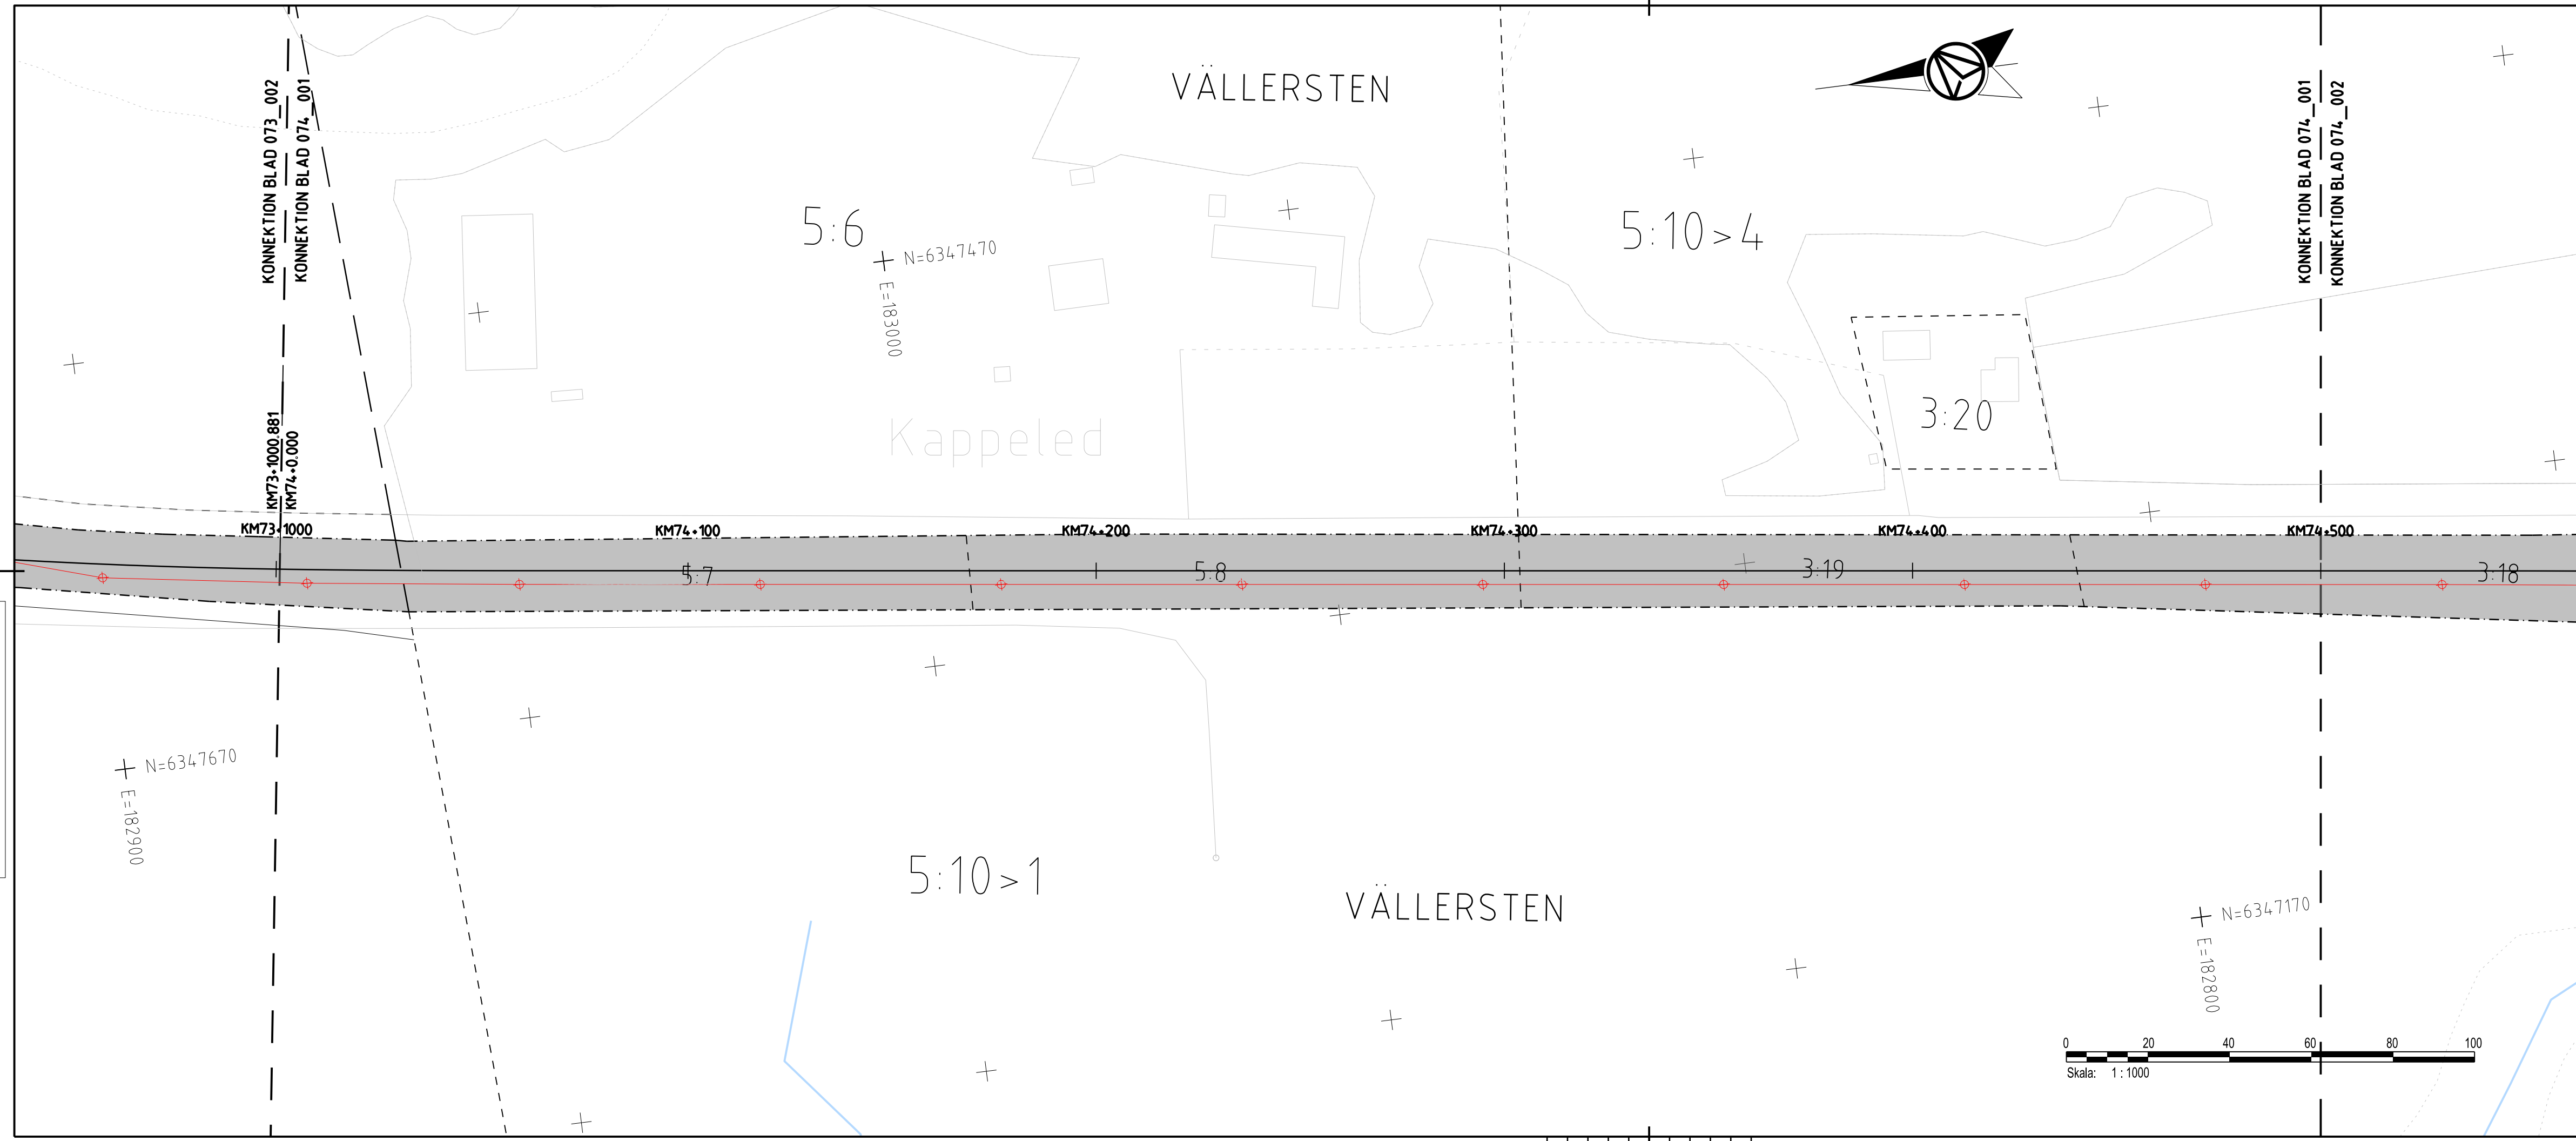 KONNEKTION BLAD 073_002
KONNEKTION BLAD 074_001
VÄLLERSTEN
KONNEKTION BLAD 074_001
KONNEKTION BLAD 074_002
5:6
5:10>4
N=6347470
E=183000
KM73+1000.881
KM74+0.000
Kappeled
3:20
KM73+1000
KM74+100
KM74+200
KM74+300
KM74+400
KM74+500
5:7
5:8
3:19
3:18
N=6347670
E=182900
5:10>1
VÄLLERSTEN
N=6347170
E=182800
0 20 40 60 80 100
Skala: 1 : 1000